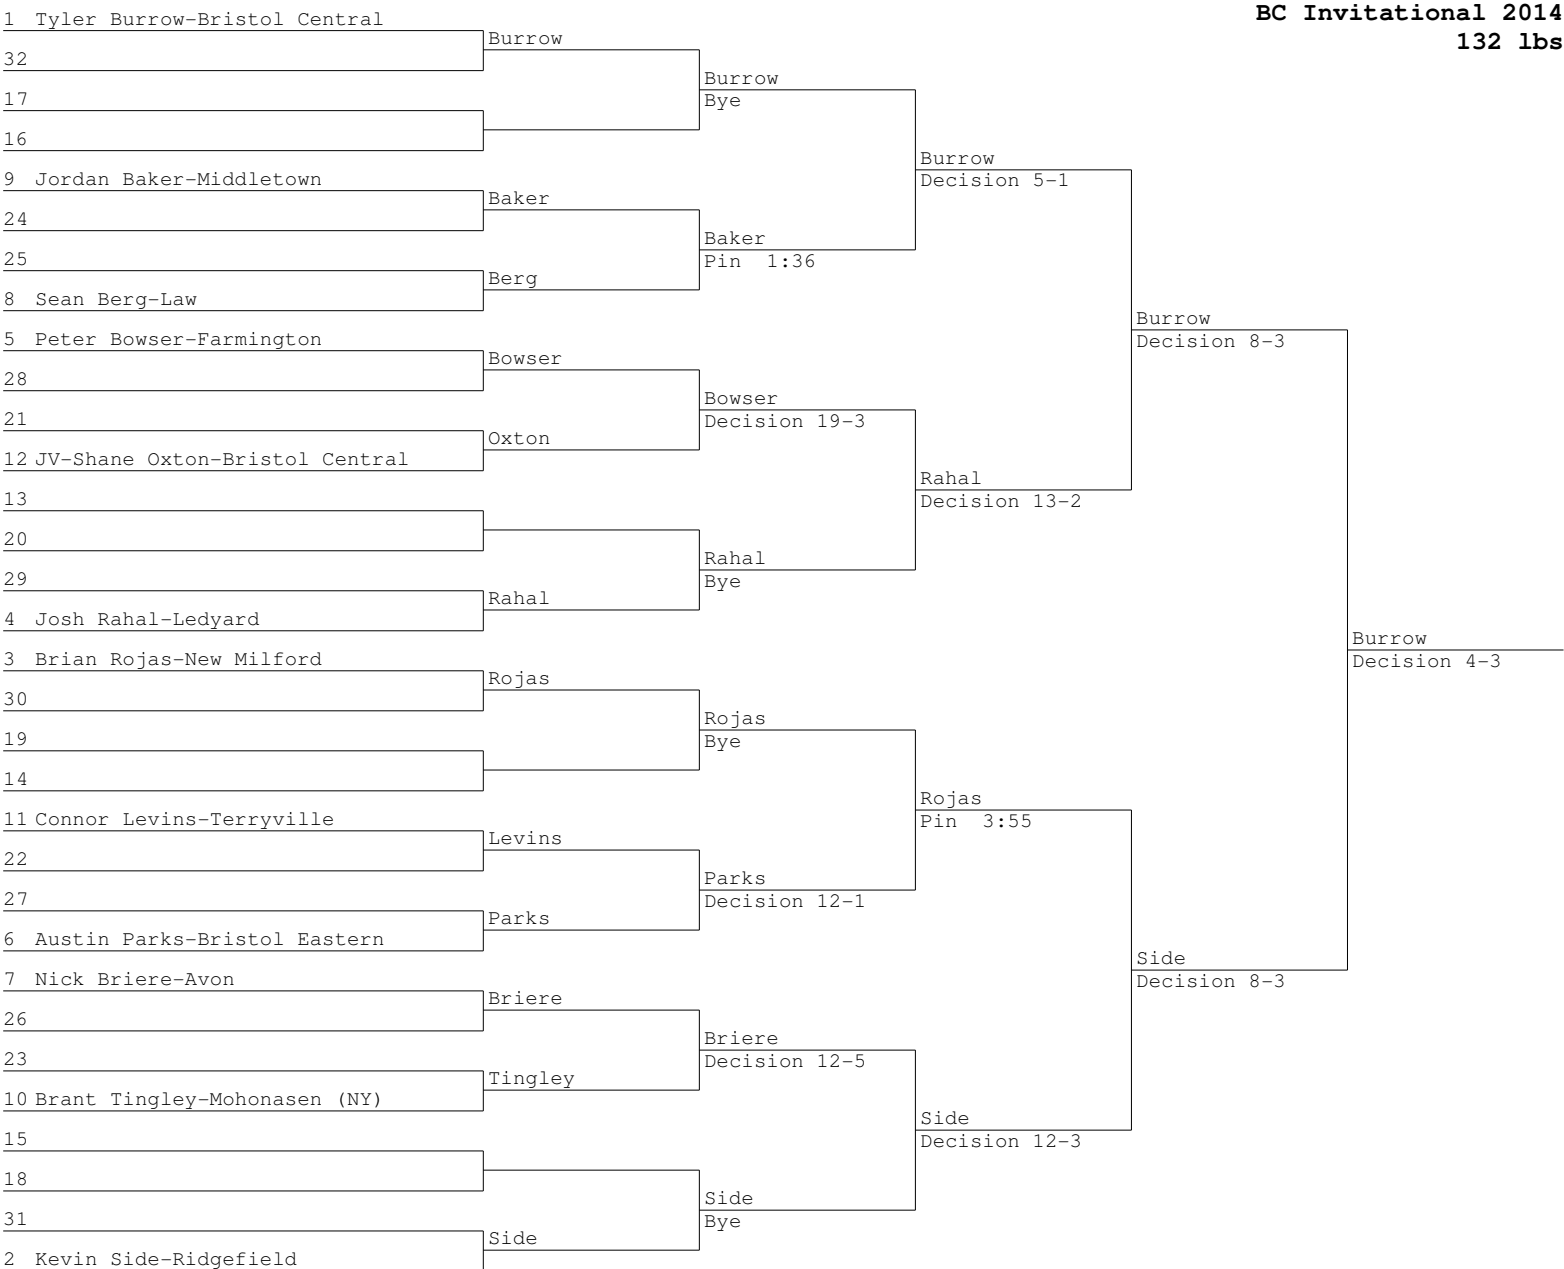 BC Invitational 2014
132 lbs
1 Tyler Burrow-Bristol Central
Burrow
32
Burrow
17
Bye
16
Burrow
9 Jordan Baker-Middletown
Decision 5-1
Baker
24
Baker
25
Pin 1:36
Berg
8 Sean Berg-Law
Burrow
5 Peter Bowser-Farmington
Decision 8-3
Bowser
28
Bowser
21
Decision 19-3
Oxton
12 JV-Shane Oxton-Bristol Central
Rahal
13
Decision 13-2
20
Rahal
29
Bye
Rahal
4 Josh Rahal-Ledyard
Burrow
3 Brian Rojas-New Milford
Decision 4-3
Rojas
30
Rojas
19
Bye
14
Rojas
11 Connor Levins-Terryville
Pin 3:55
Levins
22
Parks
27
Decision 12-1
Parks
6 Austin Parks-Bristol Eastern
Side
7 Nick Briere-Avon
Decision 8-3
Briere
26
Briere
23
Decision 12-5
Tingley
10 Brant Tingley-Mohonasen (NY)
Side
15
Decision 12-3
18
Side
31
Bye
Side
2 Kevin Side-Ridgefield